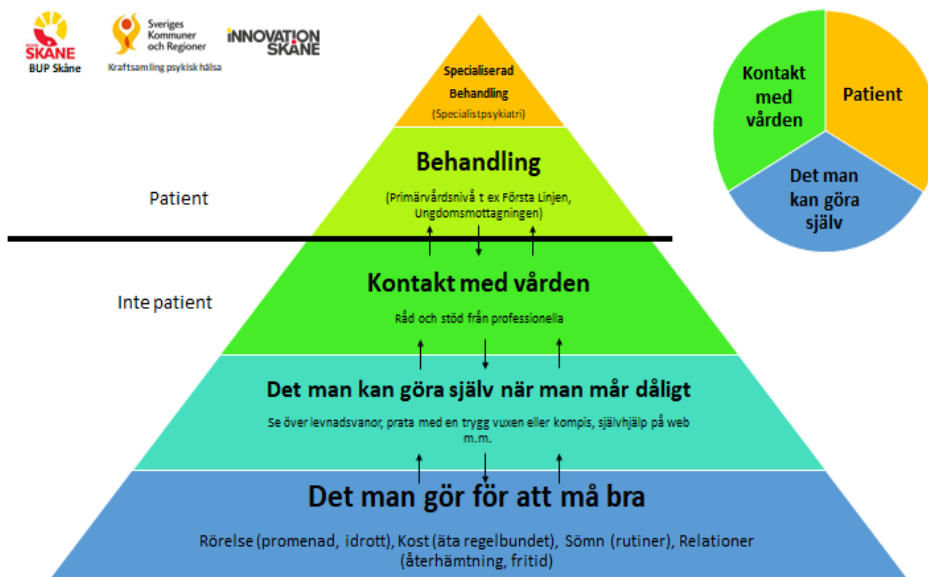 SKÅNE
BUP Skåne
Sveriges
Kommuner
och Regioner
Kraftsamling psykisk hälsa
INNOVATION
SKÅNE
Specialiserad
Behandling
(Specialistpsykiatri)
Kontakt
med
vården
Patient
Det man
kan göra
själv
Behandling
(Primärvårdsnivå t ex Första Linjen,
Ungdomsmottagningen)
Patient
Inte patient
Kontakt med vården
Råd och stöd från professionella
Det man kan göra själv när man mår dåligt
Se över levnadsvanor, prata med en trygg vuxen eller kompis, självhjälp på web
m.m.
Det man gör för att må bra
Rörelse (promenad, idrott), Kost (äta regelbundet), Sömn (rutiner), Relationer
(återhämtning, fritid)